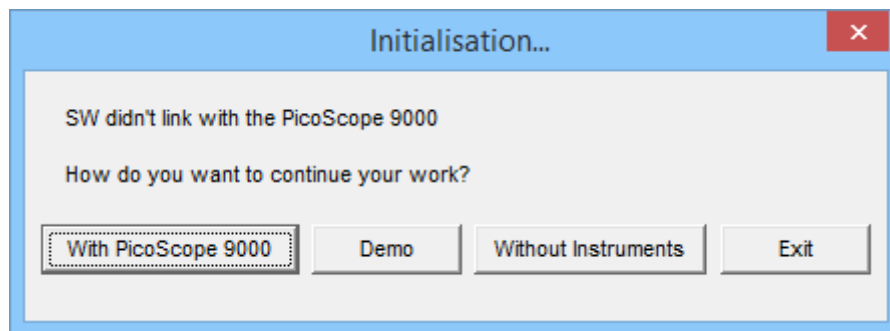 Initialisation...
SW didn't link with the PicoScope 9000
How do you want to continue your work?
With PicoScope 9000 Demo Without Instruments Exit